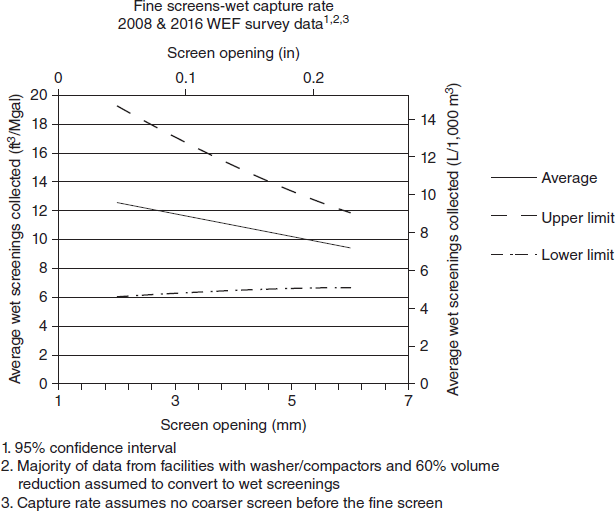 Fine screens-wet capture rate
2008 & 2016 WEF survey data1,2,3
Screen opening (in)
0 0.1 0.2
Average wet screenings collected (ft3/Mgal)
20
18
16
14
12
10
8
6
4
2
0
14
12
10
8
6
4
2
0
Average wet screenings collected (L/1,000 m3)
1 3 5 7
Screen opening (mm)
Average
Upper limit
Lower limit
1. 95% confidence interval
2. Majority of data from facilities with washer/compactors and 60% volume
reduction assumed to convert to wet screenings
3. Capture rate assumes no coarser screen before the fine screen